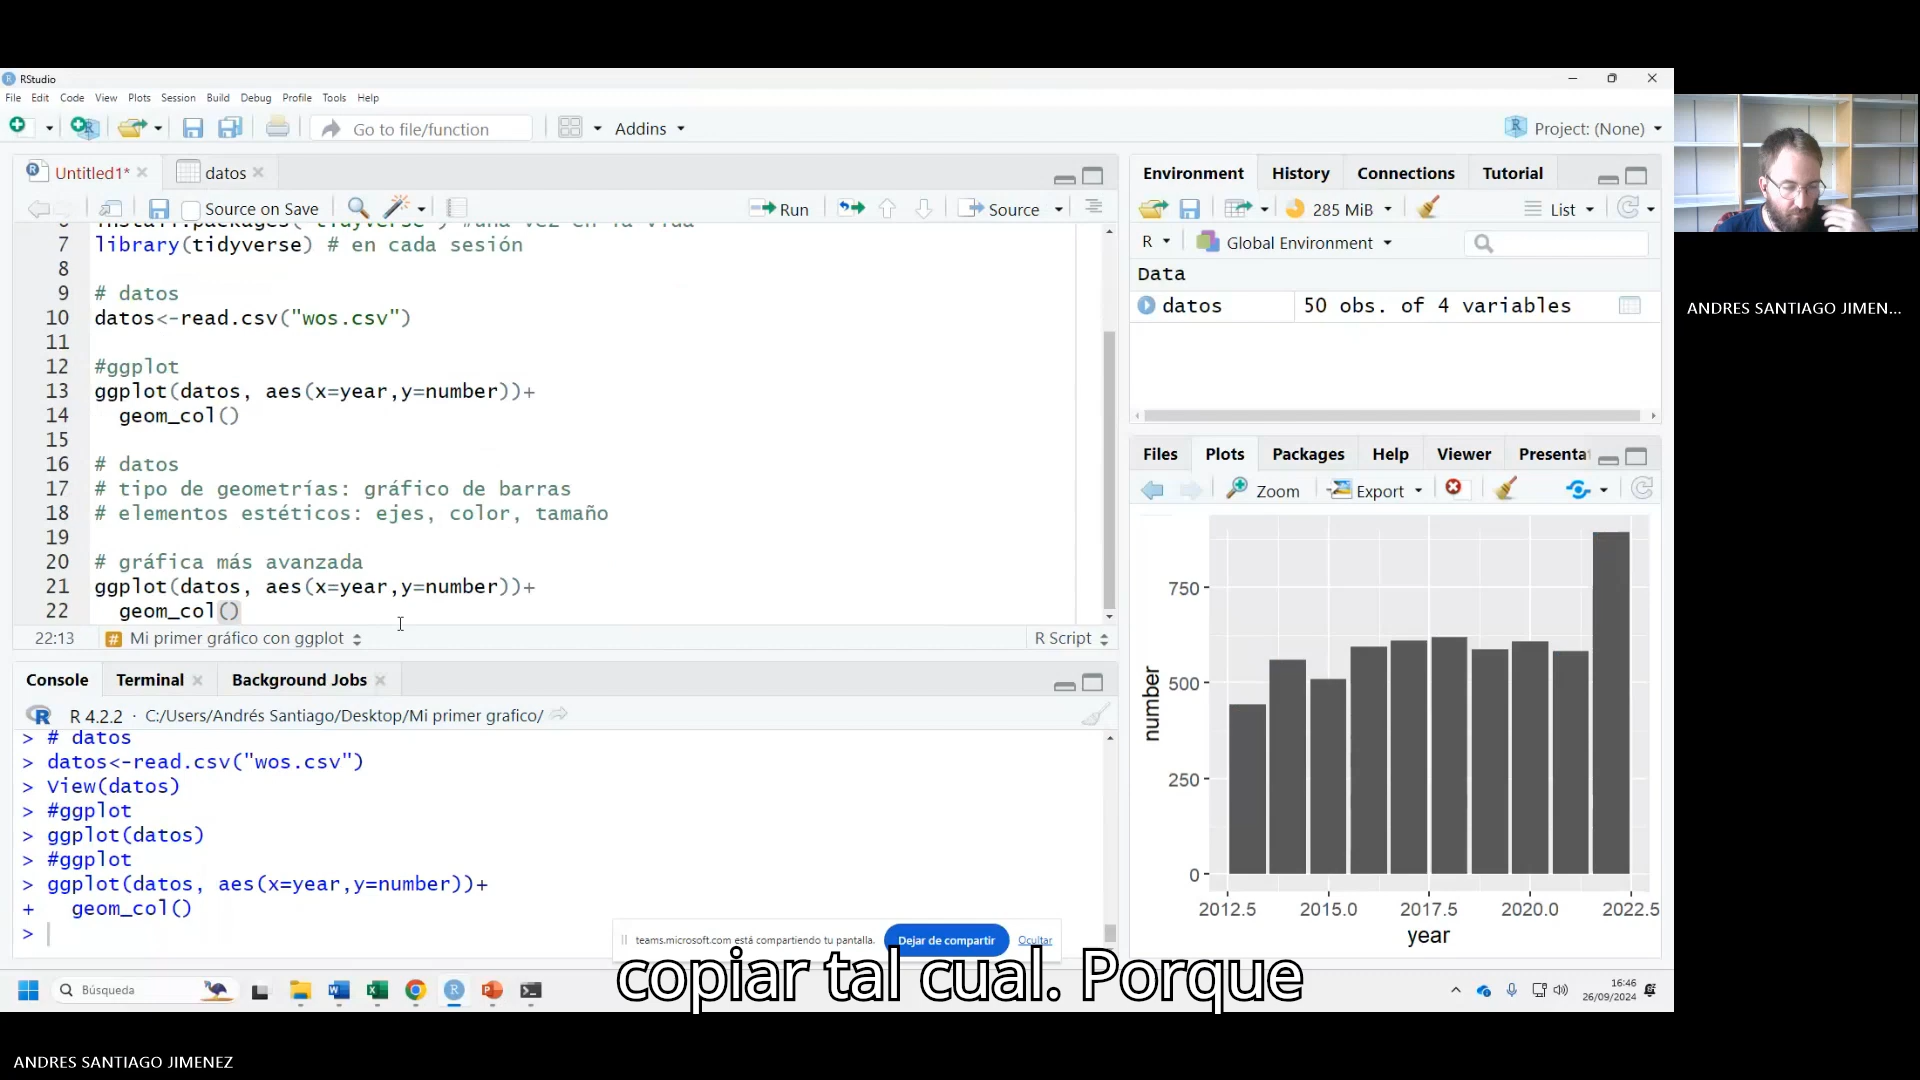 RStudio
File Edit Code View Plots Session Build Debug Profile Tools Help
Go to file/function
Addins
Project: (None)
Untitled1*
datos
Source on Save
Run
Source
7 library(tidyverse) # en cada sesión
8
9 # datos
10 datos<-read.csv("wos.csv")
11
12 #ggplot
13 ggplot(datos, aes(x=year,y=number))+
14 geom_col()
15
16 # datos
17 # tipo de geometrías: gráfico de barras
18 # elementos estéticos: ejes, color, tamaño
19
20 # gráfica más avanzada
21 ggplot(datos, aes(x=year,y=number))+
22 geom_col()
22:13 Mi primer gráfico con ggplot
R Script
Console Terminal Background Jobs
R 4.2.2 · C:/Users/Andrés Santiago/Desktop/Mi primer grafico/
> # datos
> datos<-read.csv("wos.csv")
> View(datos)
> #ggplot
> ggplot(datos)
> #ggplot
> ggplot(datos, aes(x=year,y=number))+
+ geom_col()
>
Environment History Connections Tutorial
285 MiB
List
R Global Environment
Data
datos 50 obs. of 4 variables
Files Plots Packages Help Viewer Presentat
Zoom Export
750
500
250
0
number
2012.5 2015.0 2017.5 2020.0 2022.5
year
teams.microsoft.com está compartiendo tu pantalla. Dejar de compartir Ocultar
copiar tal cual. Porque
Búsqueda
16:46
26/09/2024
ANDRES SANTIAGO JIMEN...
ANDRES SANTIAGO JIMENEZ